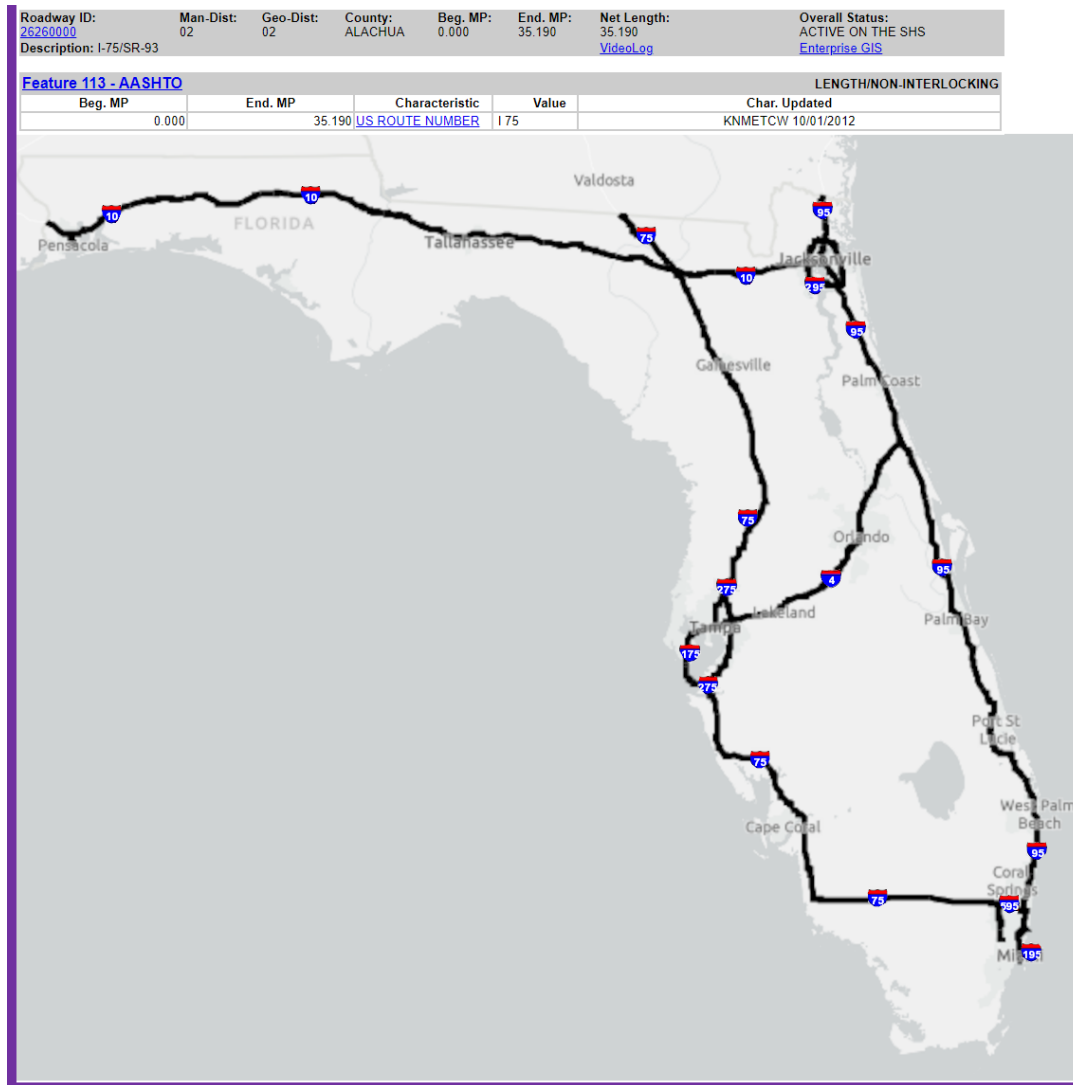 Roadway ID: Man-Dist: Geo-Dist: County: Beg. MP: End. MP: Net Length: Overall Status:
26260000 02 02 ALACHUA 0.000 35.190 35.190 ACTIVE ON THE SHS
Description: I-75/SR-93 VideoLog Enterprise GIS
Feature 113 - AASHTO LENGTH/NON-INTERLOCKING
Beg. MP End. MP Characteristic Value Char. Updated
0.000 35.190 US ROUTE NUMBER I 75 KNMETCW 10/01/2012
Valdosta
10
10
95
FLORIDA
75
Pensacola
Tallahassee
Jacksonville
10
295
95
Gainesville
Palm Coast
75
Orlando
95
4
275
Lakeland
Palm Bay
Tampa
175
275
Port St
Lucie
75
West Palm
Beach
Cape Coral
95
Coral
Springs
75
595
Miami
195